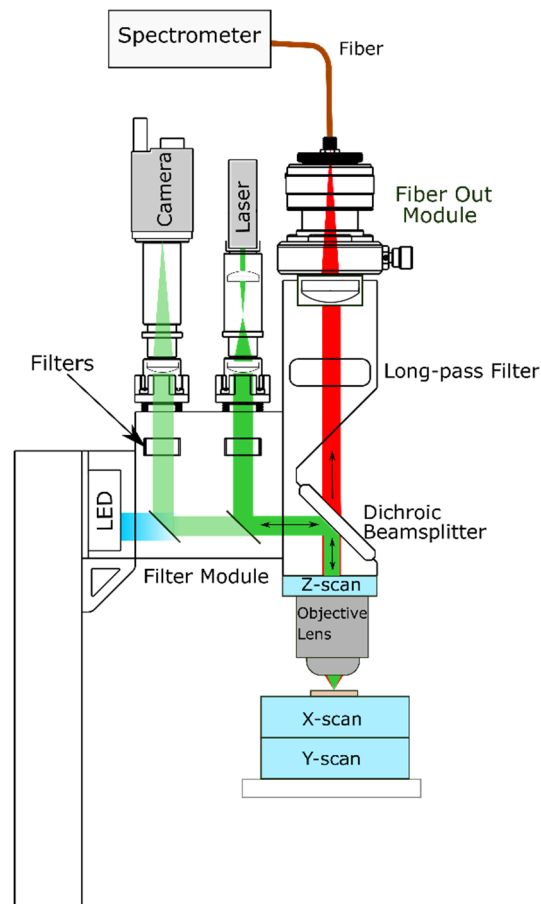 Spectrometer
Fiber
Camera
Laser
Fiber Out
Module
Filters
Long-pass Filter
LED
Dichroic
Beamsplitter
Filter Module
Z-scan
Objective
Lens
X-scan
Y-scan